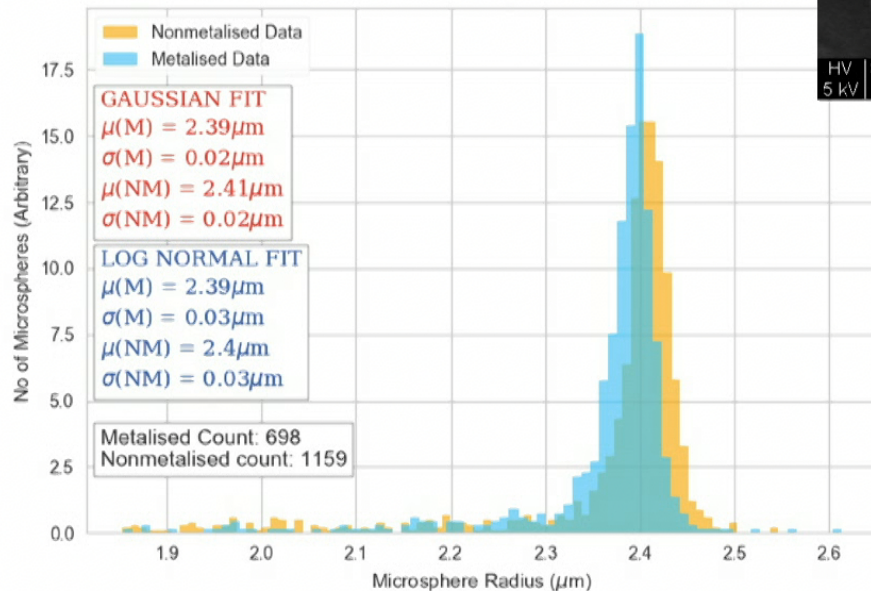 Nonmetalised Data
Metalised Data
GAUSSIAN FIT
μ(M) = 2.39μm
σ(M) = 0.02μm
μ(NM) = 2.41μm
σ(NM) = 0.02μm
LOG NORMAL FIT
μ(M) = 2.39μm
σ(M) = 0.03μm
μ(NM) = 2.4μm
σ(NM) = 0.03μm
Metalised Count: 698
Nonmetalised count: 1159
No of Microspheres (Arbitrary)
17.5
15.0
12.5
10.0
7.5
5.0
2.5
0.0
1.9 2.0 2.1 2.2 2.3 2.4 2.5 2.6
Microsphere Radius (μm)
HV
5 kV